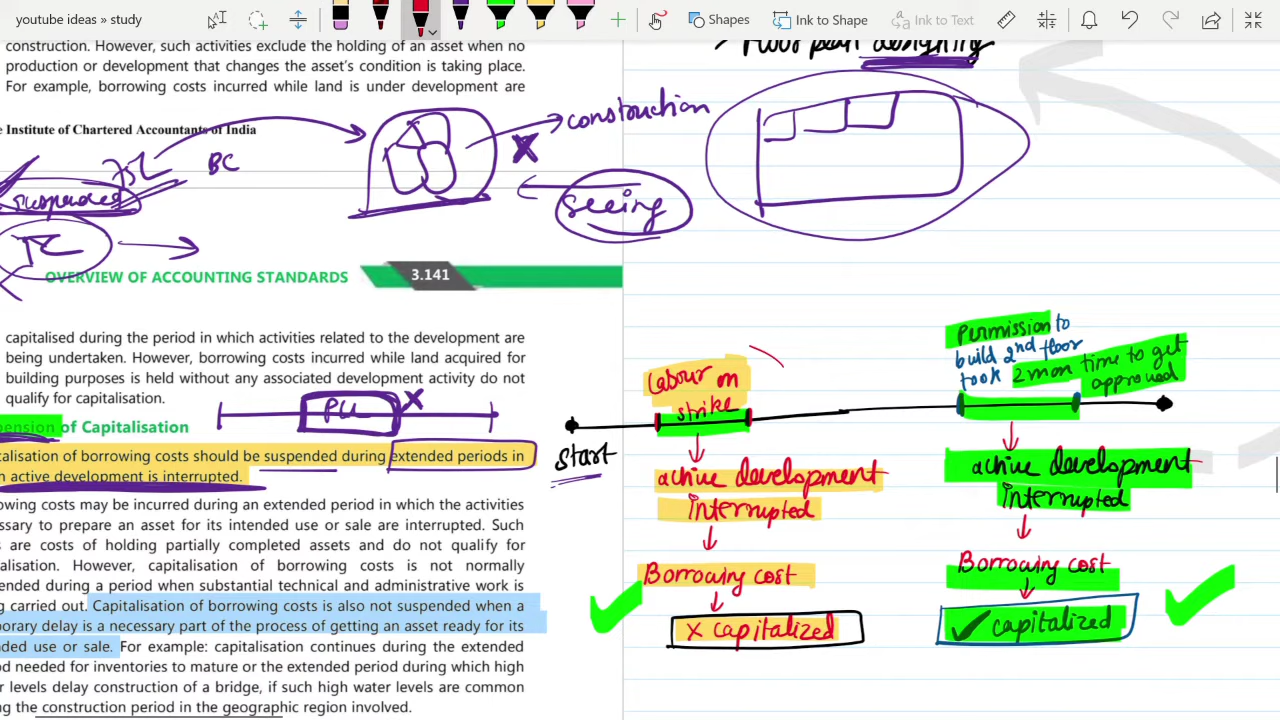 youtube ideas » study
Shapes
Ink to Shape
Ink to Text
construction. However, such activities exclude the holding of an asset when no
production or development that changes the asset's condition is taking place.
For example, borrowing costs incurred while land is under development are
e Institute of Chartered Accountants of India
BC
suspended
construction
seeing
Floor plan designing
OVERVIEW OF ACCOUNTING STANDARDS
3.141
capitalised during the period in which activities related to the development are
being undertaken. However, borrowing costs incurred while land acquired for
building purposes is held without any associated development activity do not
qualify for capitalisation.
pension of Capitalisation
talisation of borrowing costs should be suspended during extended periods in
h active development is interrupted.
owing costs may be incurred during an extended period in which the activities
ssary to prepare an asset for its intended use or sale are interrupted. Such
s are costs of holding partially completed assets and do not qualify for
alisation. However, capitalisation of borrowing costs is not normally
ended during a period when substantial technical and administrative work is
g carried out. Capitalisation of borrowing costs is also not suspended when a
porary delay is a necessary part of the process of getting an asset ready for its
nded use or sale. For example: capitalisation continues during the extended
od needed for inventories to mature or the extended period during which high
r levels delay construction of a bridge, if such high water levels are common
ng the construction period in the geographic region involved.
start
Labour on
strike
active development
interrupted
Borrowing cost
x capitalized
Permission to
build 2nd floor
took 2 mon time to get
approved
active development
interrupted
Borrowing cost
✓ capitalized